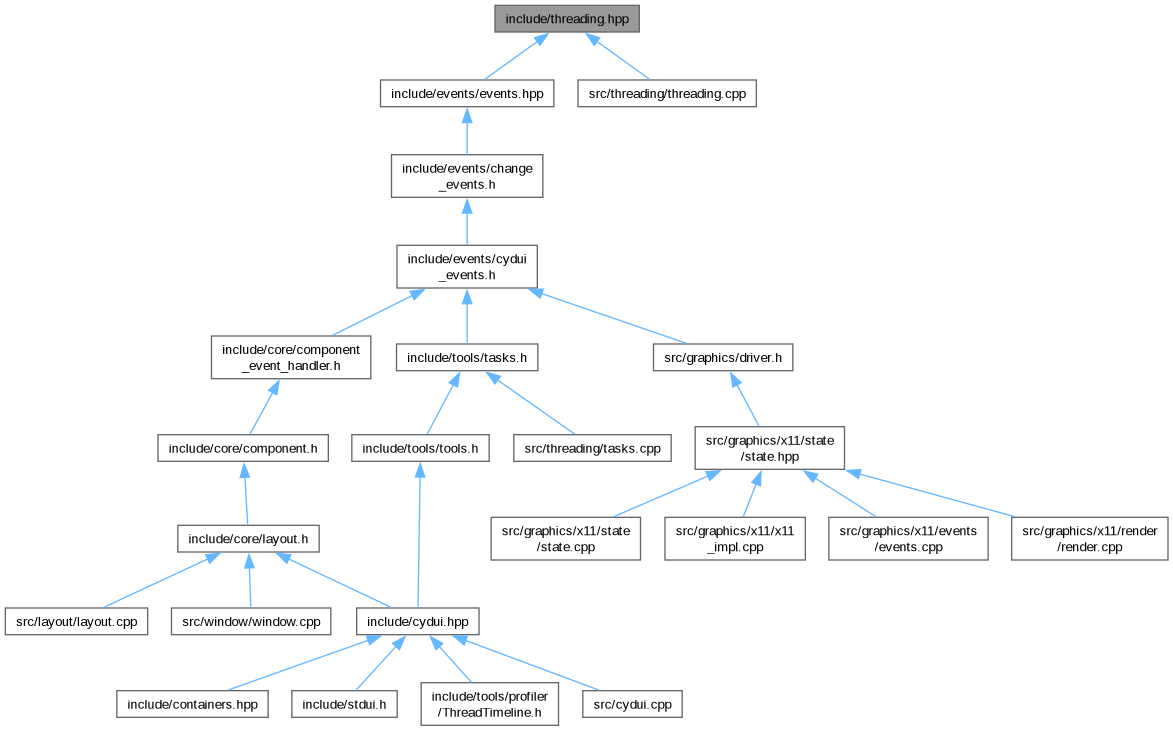 include/threading.hpp
include/events/events.hpp
src/threading/threading.cpp
include/events/change
_events.h
include/events/cydui
_events.h
include/core/component
_event_handler.h
include/tools/tasks.h
src/graphics/driver.h
include/core/component.h
include/tools/tools.h
src/threading/tasks.cpp
src/graphics/x11/state
/state.hpp
include/core/layout.h
src/graphics/x11/state
/state.cpp
src/graphics/x11/x11
_impl.cpp
src/graphics/x11/events
/events.cpp
src/graphics/x11/render
/render.cpp
src/layout/layout.cpp
src/window/window.cpp
include/cydui.hpp
include/containers.hpp
include/stdui.h
include/tools/profiler
/ThreadTimeline.h
src/cydui.cpp